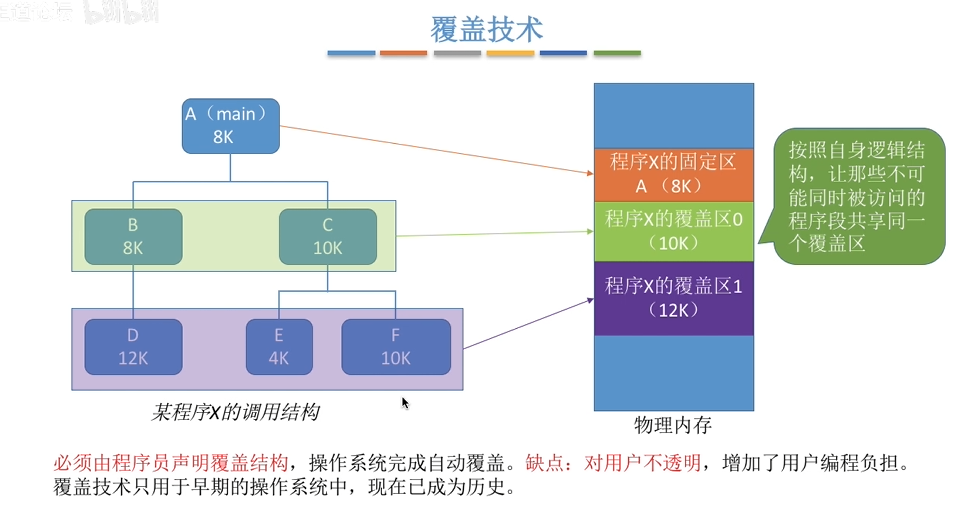 覆盖技术
A（main）
8K
B
8K
C
10K
D
12K
E
4K
F
10K
某程序X的调用结构
程序X的固定区
A （8K）
程序X的覆盖区0
（10K）
程序X的覆盖区1
（12K）
物理内存
按照自身逻辑结
构，让那些不可
能同时被访问的
程序段共享同一
个覆盖区
必须由程序员声明覆盖结构，操作系统完成自动覆盖。缺点：对用户不透明，增加了用户编程负担。
覆盖技术只用于早期的操作系统中，现在已成为历史。